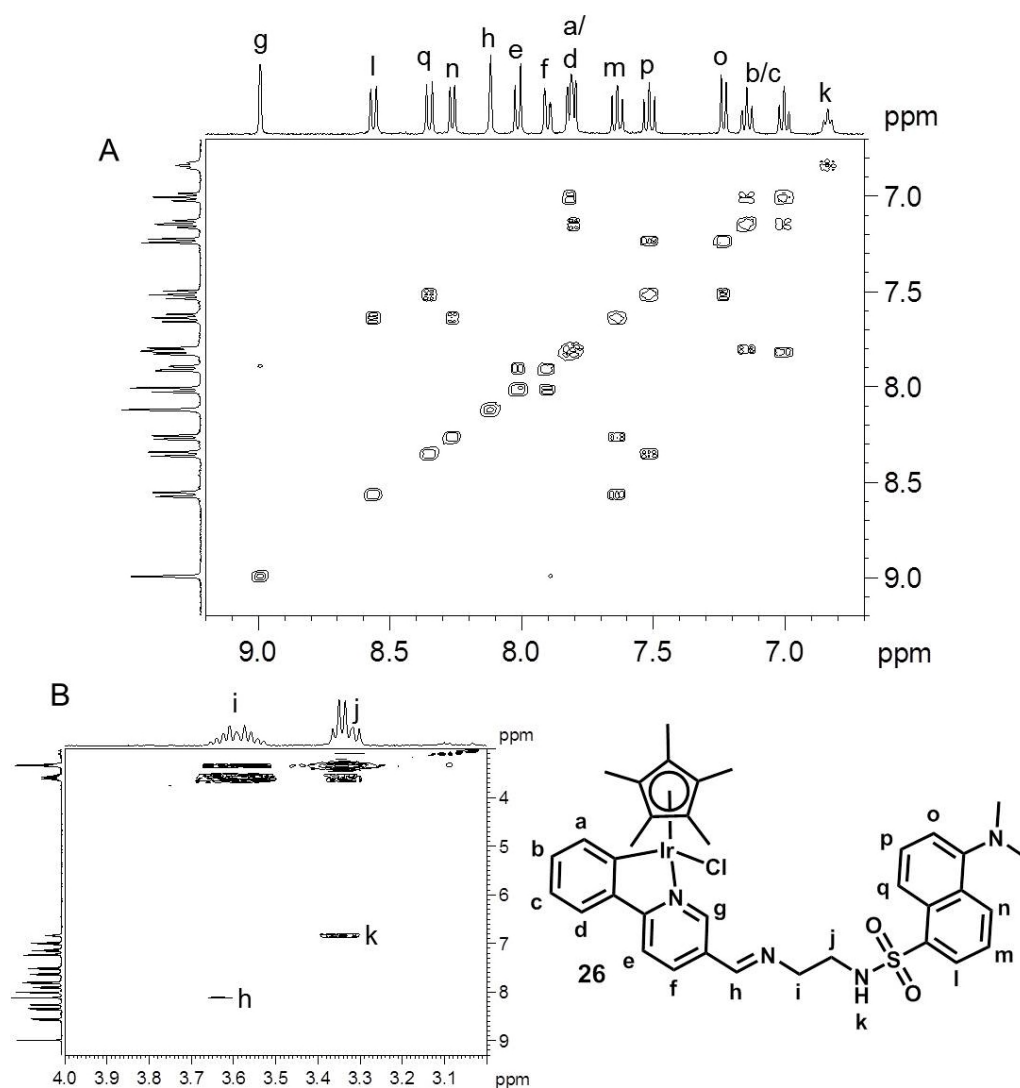 a/
g l q n h e f d m p o b/c k
ppm
A
7.0
7.5
8.0
8.5
9.0
9.0 8.5 8.0 7.5 7.0 ppm
B
i j
ppm
4
5
6
k
7
h
8
9
4.0 3.9 3.8 3.7 3.6 3.5 3.4 3.3 3.2 3.1
ppm
a
b
c
d
Ir
Cl
N
g
e
f
26
h
N
i
j
N
H
k
O
S
O
o
N
p
q
n
m
l